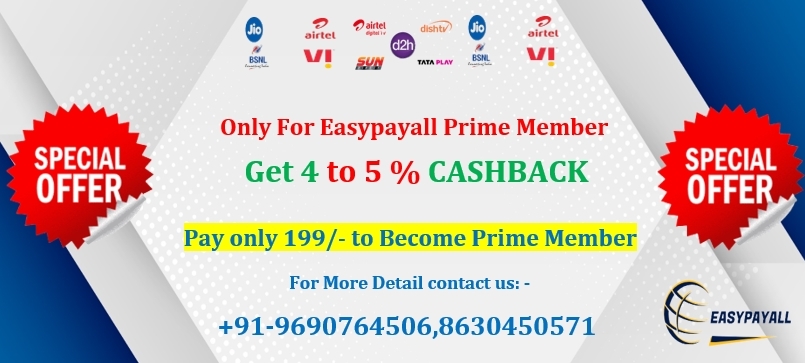 Jio
airtel
airtel
digital tv
dishtv
Jio
airtel
d2h
BSNL
Vi
SUN
TATA PLAY
BSNL
Vi
SPECIAL
OFFER
Only For Easypayall Prime Member
Get 4 to 5 % CASHBACK
SPECIAL
OFFER
Pay only 199/- to Become Prime Member
For More Detail contact us: -
+91-9690764506,8630450571
EASYPAYALL